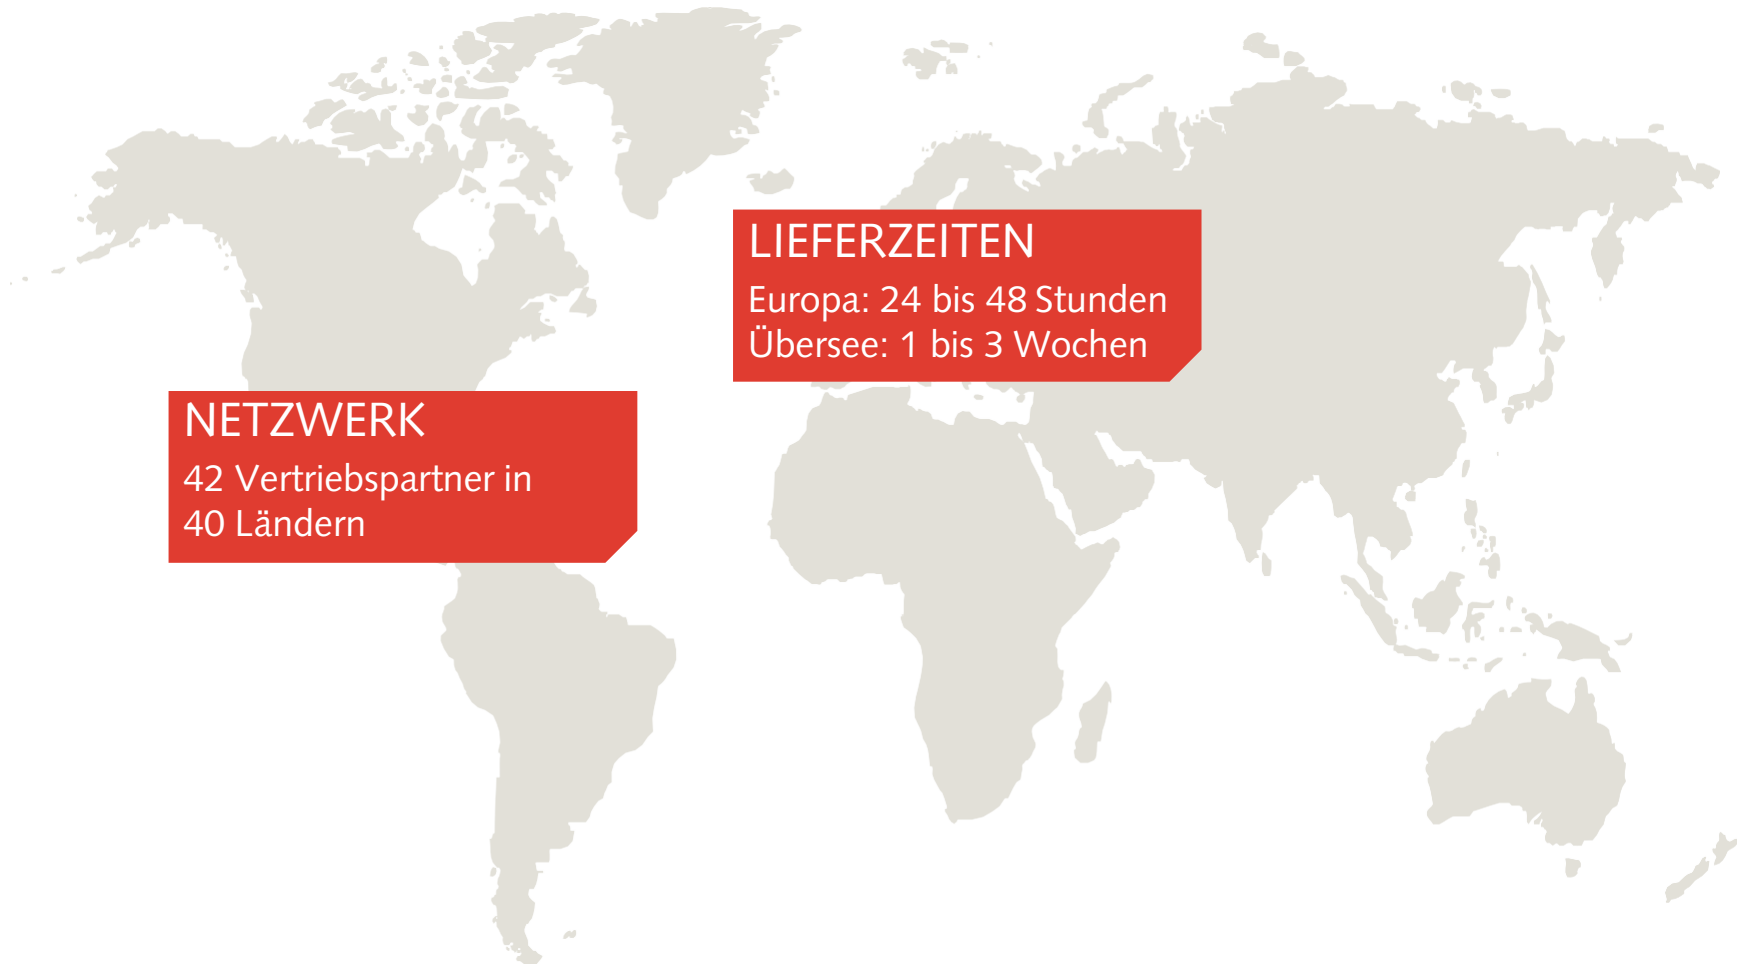 LIEFERZEITEN
Europa: 24 bis 48 Stunden
Übersee: 1 bis 3 Wochen
NETZWERK
42 Vertriebspartner in
40 Ländern